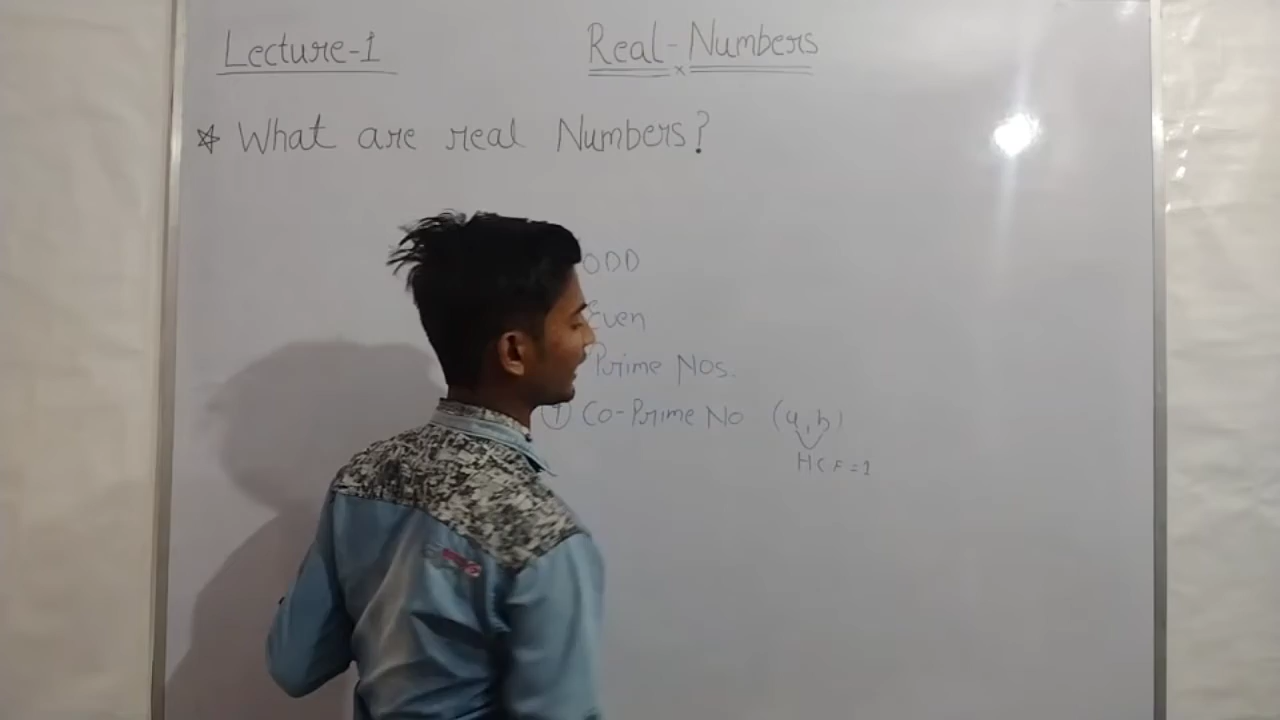 Lecture-1
Real-Numbers
What are real Numbers?
ODD
Even
Prime Nos.
④ Co-Prime No (a,b)
HCF=1